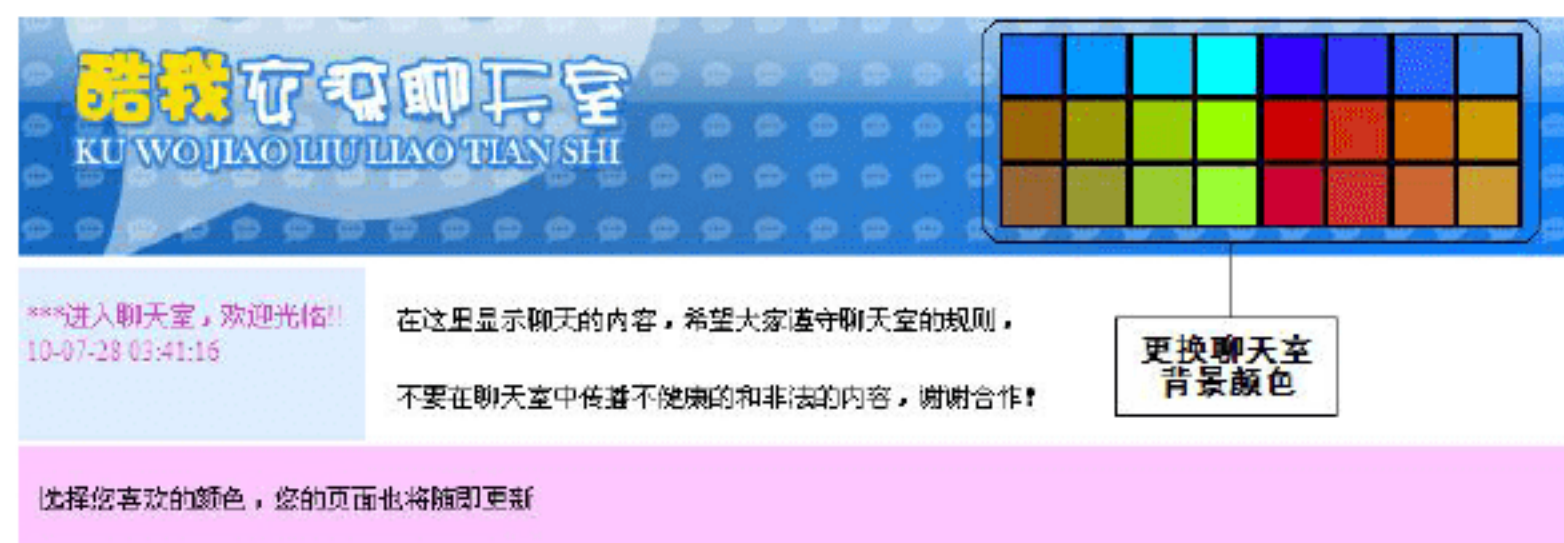 酷我交流聊天室
KU WO JIAO LIU LIAO TIAN SHI
***进入聊天室，欢迎光临!!
10-07-28 03:41:16
在这里显示聊天的内容，希望大家遵守聊天室的规则，
不要在聊天室中传播不健康的和非法的内容，谢谢合作!
更换聊天室
背景颜色
选择您喜欢的颜色，您的页面也将随即更新